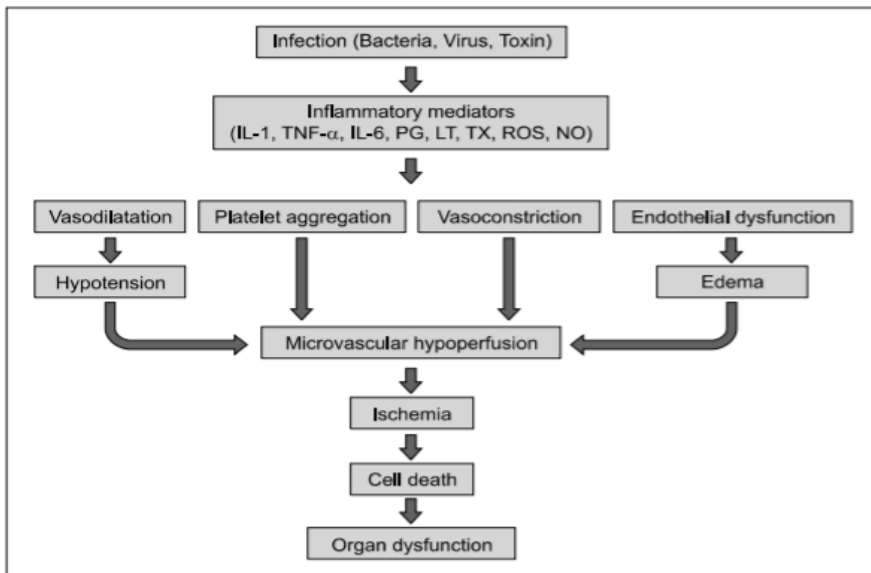 Infection (Bacteria, Virus, Toxin)
Inflammatory mediators
(IL-1, TNF-α, IL-6, PG, LT, TX, ROS, NO)
Vasodilatation
Platelet aggregation
Vasoconstriction
Endothelial dysfunction
Hypotension
Edema
Microvascular hypoperfusion
Ischemia
Cell death
Organ dysfunction